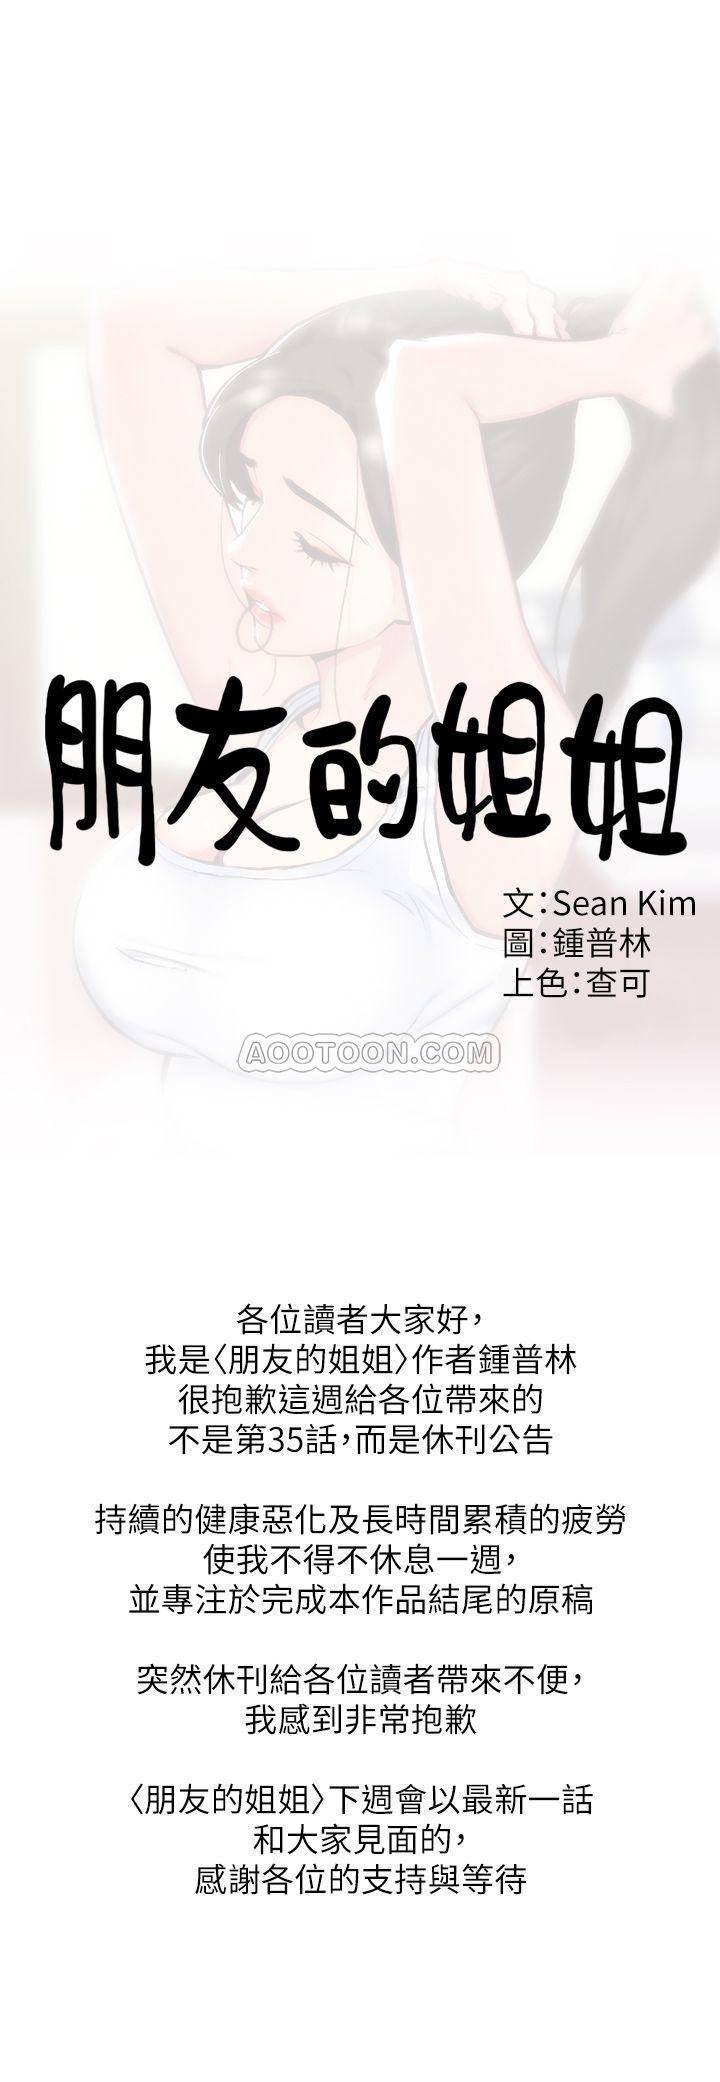 朋友的姐姐
文：Sean Kim
圖：鍾普林
上色：查可
AOOTOON.COM
各位讀者大家好，
我是〈朋友的姐姐〉作者鍾普林
很抱歉這週給各位帶來的
不是第35話，而是休刊公告
持續的健康惡化及長時間累積的疲勞
使我不得不休息一週，
並專注於完成本作品結尾的原稿
突然休刊給各位讀者帶來不便，
我感到非常抱歉
〈朋友的姐姐〉下週會以最新一話
和大家見面的，
感謝各位的支持與等待